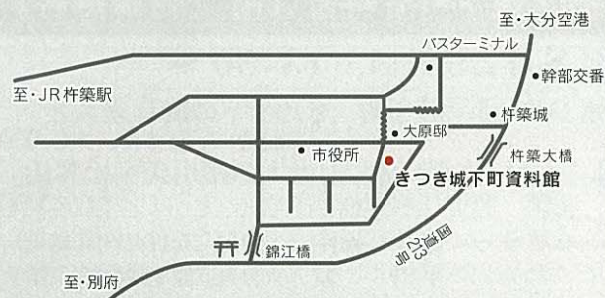 至・大分空港
バスターミナル
幹部交番
至・JR杵築駅
杵築城
大原邸
市役所
杵築大橋
きつき城下町資料館
国道213号
錦江橋
至・別府